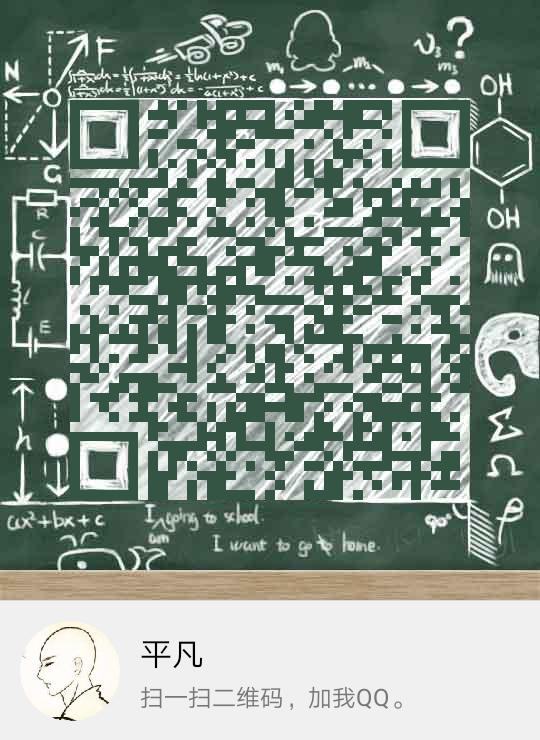 F
N
G
m₁
m₂
m₃
v₃?
OH
OH
R
C
L
E
h
ax²+bx+c
I going to school.
am
I want to go to home.
90°
β
Σ
Ω
平凡
扫一扫二维码，加我QQ。